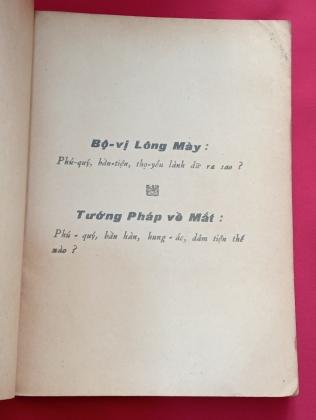 Bộ-vị Lông Mày :
Phú-quý, bần-tiện, thọ-yểu lành dữ ra sao ?
Tướng Pháp về Mắt :
Phú - quý, bần hàn, hung - ác, dâm tiện thế
nào ?